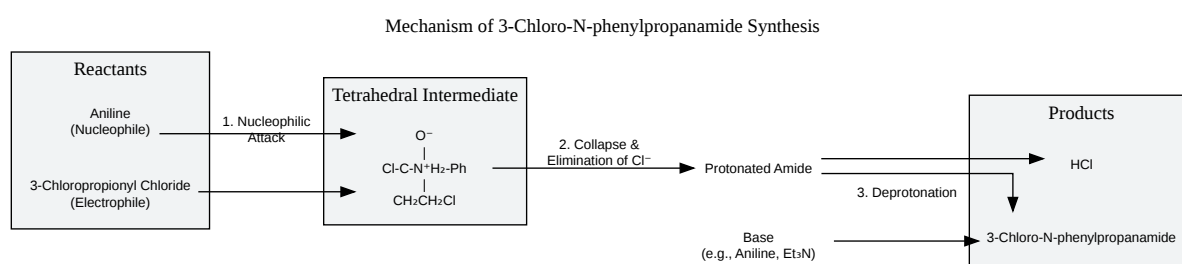 Mechanism of 3-Chloro-N-phenylpropanamide Synthesis
Reactants
Aniline
(Nucleophile)
3-Chloropropionyl Chloride
(Electrophile)
1. Nucleophilic
Attack
Tetrahedral Intermediate
O⁻
|
Cl-C-N⁺H₂-Ph
|
CH₂CH₂Cl
2. Collapse &
Elimination of Cl⁻
Protonated Amide
3. Deprotonation
Base
(e.g., Aniline, Et₃N)
Products
HCl
3-Chloro-N-phenylpropanamide